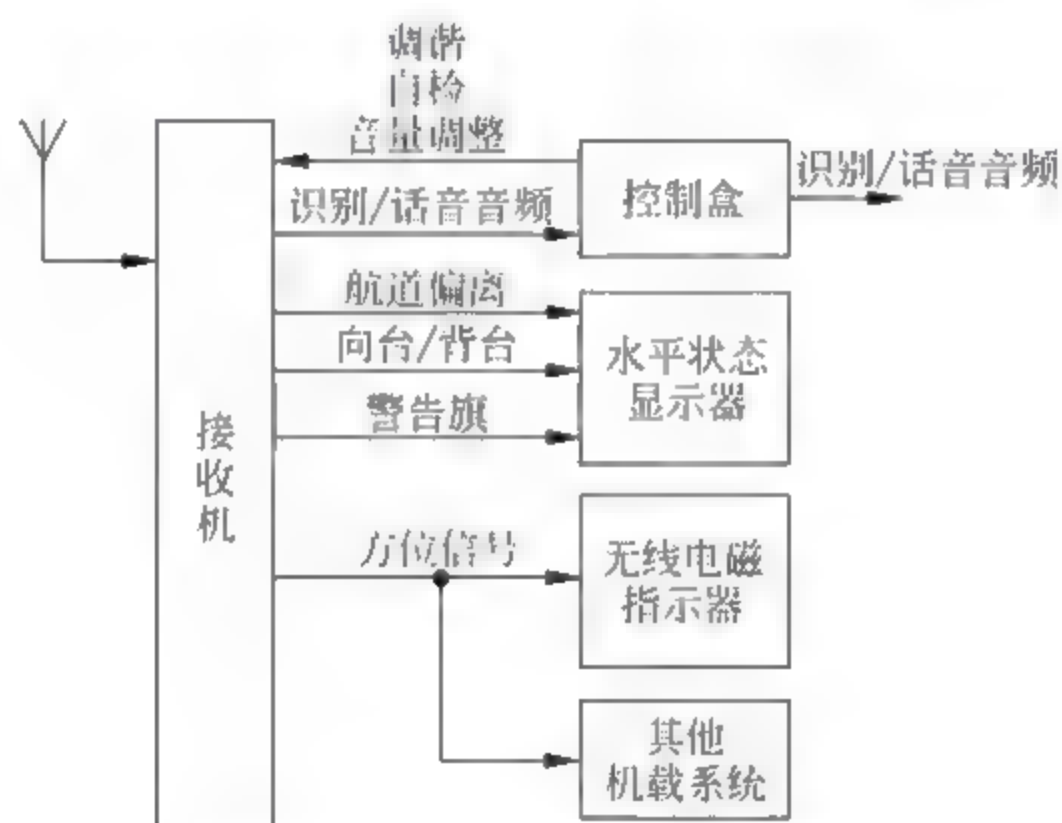 调谐
自检
音量调整
控制盒
识别/话音音频
识别/话音音频
航道偏离
向台/背台
警告旗
水平状态
显示器
接
收
机
方位信号
无线电磁
指示器
其他
机载系统